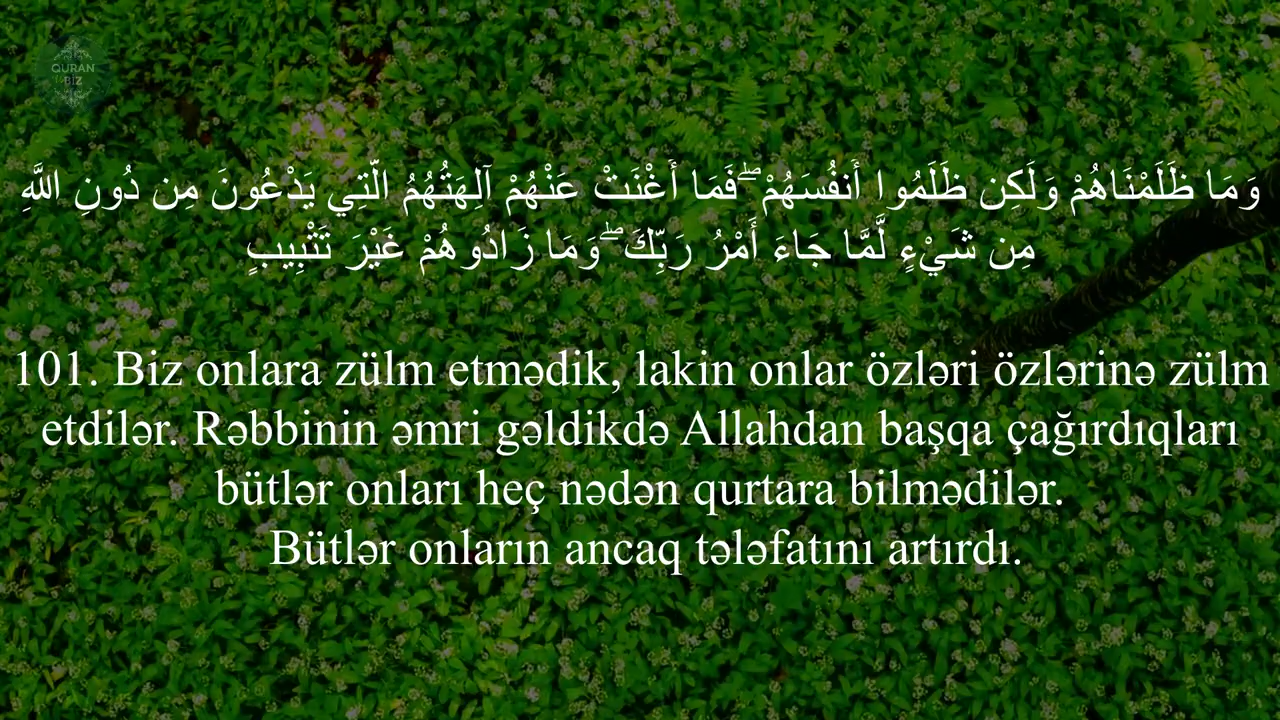 QURAN
BİZ
وَمَا ظَلَمْنَاهُمْ وَلَكِن ظَلَمُوا أَنفُسَهُمْ ۖ فَمَا أَغْنَتْ عَنْهُمْ آلِهَتُهُمُ الَّتِي يَدْعُونَ مِن دُونِ اللَّهِ
مِن شَيْءٍ لَّمَّا جَاءَ أَمْرُ رَبِّكَ ۖ وَمَا زَادُوهُمْ غَيْرَ تَتْبِيبٍ
101. Biz onlara zülm etmədik, lakin onlar özləri özlərinə zülm
etdilər. Rəbbinin əmri gəldikdə Allahdan başqa çağırdıqları
bütlər onları heç nədən qurtara bilmədilər.
Bütlər onların ancaq tələfatını artırdı.